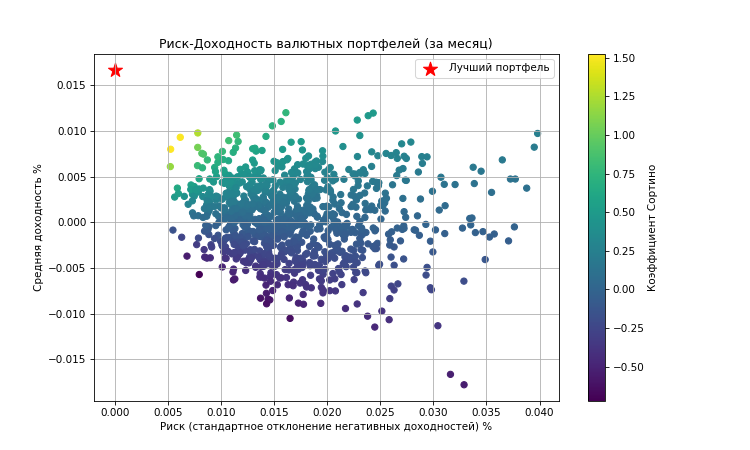 Риск-Доходность валютных портфелей (за месяц)
Лучший портфель
Средняя доходность %
0.015
0.010
0.005
0.000
−0.005
−0.010
−0.015
0.000 0.005 0.010 0.015 0.020 0.025 0.030 0.035 0.040
Риск (стандартное отклонение негативных доходностей) %
1.50
1.25
1.00
0.75
0.50
0.25
0.00
−0.25
−0.50
Коэффициент Сортино